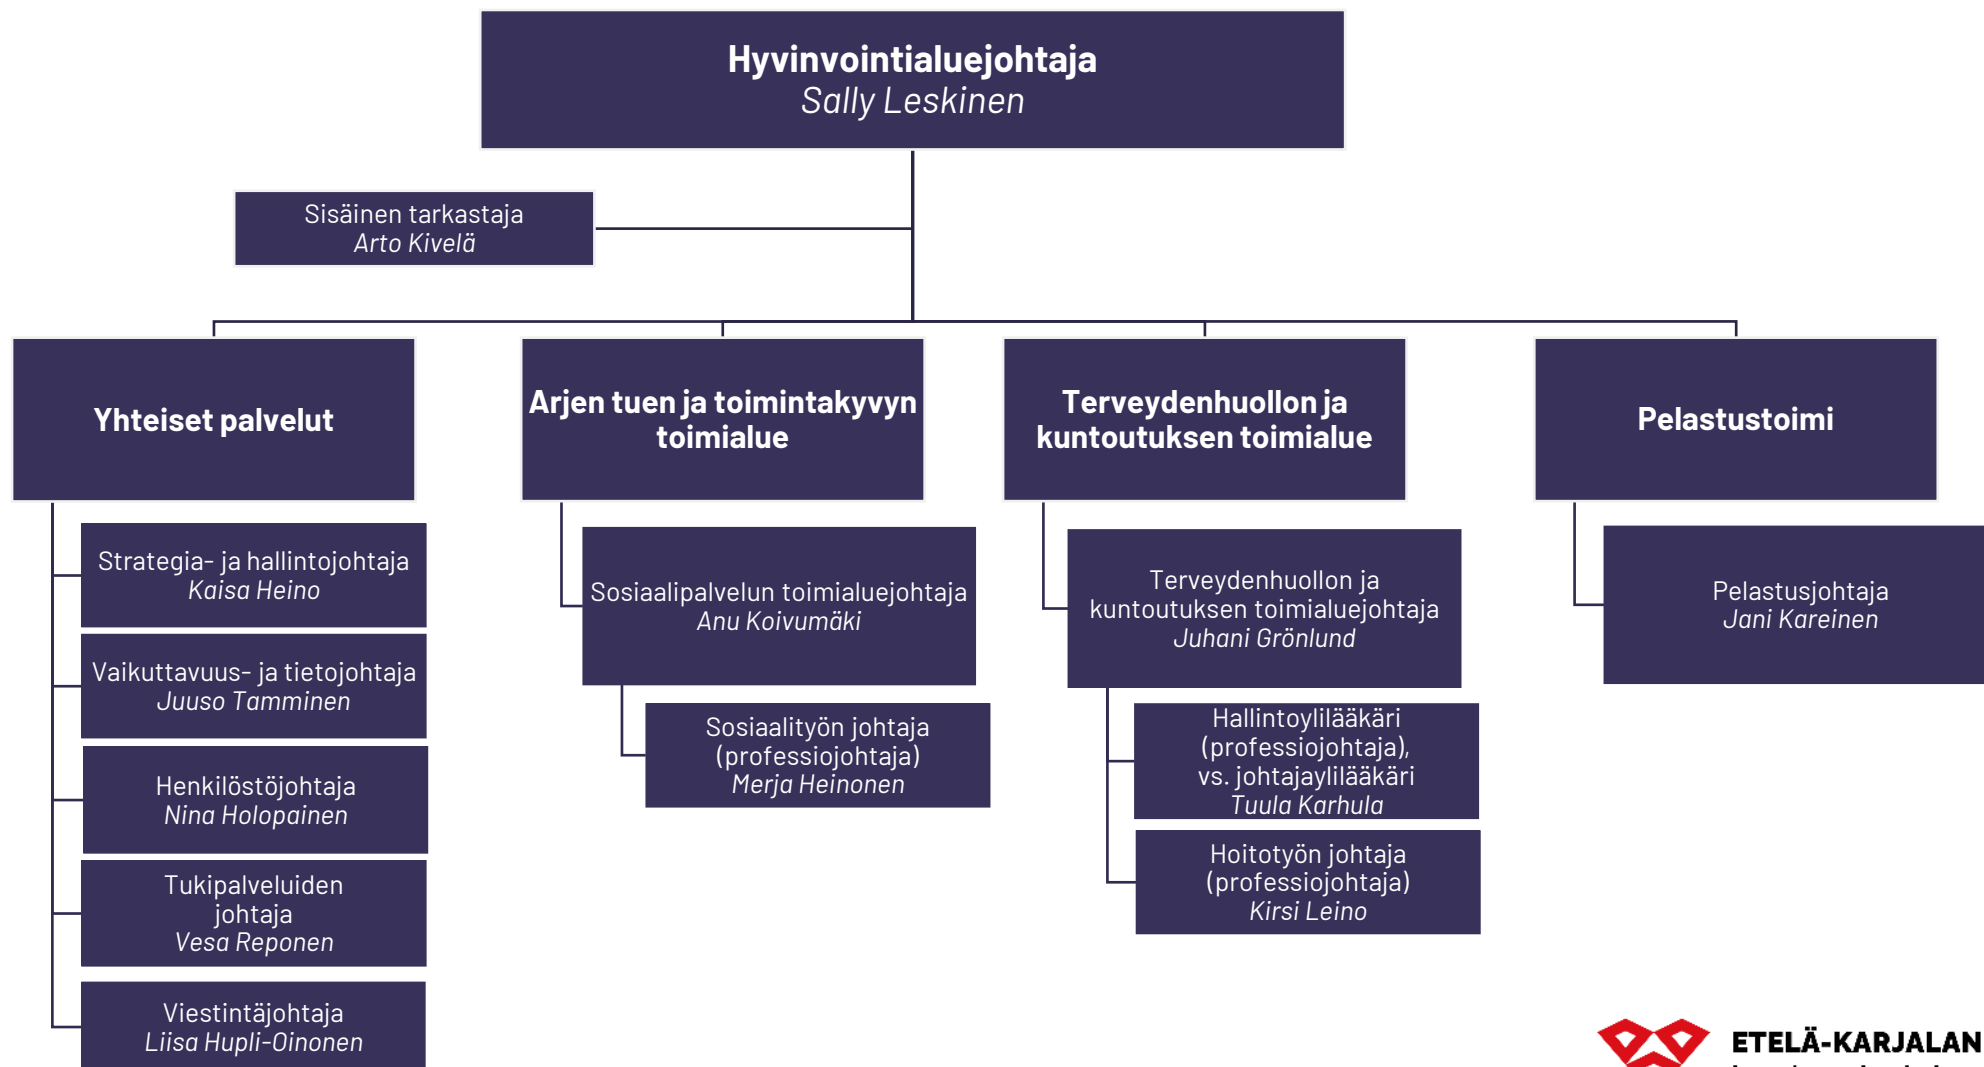 Hyvinvointialuejohtaja
Sally Leskinen
Sisäinen tarkastaja
Arto Kivelä
Yhteiset palvelut
Strategia- ja hallintojohtaja
Kaisa Heino
Vaikuttavuus- ja tietojohtaja
Juuso Tamminen
Henkilöstöjohtaja
Nina Holopainen
Tukipalveluiden
johtaja
Vesa Reponen
Viestintäjohtaja
Liisa Hupli-Oinonen
Arjen tuen ja toimintakyvyn
toimialue
Sosiaalipalvelun toimialuejohtaja
Anu Koivumäki
Sosiaalityön johtaja
(professiojohtaja)
Merja Heinonen
Terveydenhuollon ja
kuntoutuksen toimialue
Terveydenhuollon ja
kuntoutuksen toimialuejohtaja
Juhani Grönlund
Hallintoylilääkäri
(professiojohtaja),
vs. johtajaylilääkäri
Tuula Karhula
Hoitotyön johtaja
(professiojohtaja)
Kirsi Leino
Pelastustoimi
Pelastusjohtaja
Jani Kareinen
ETELÄ-KARJALAN